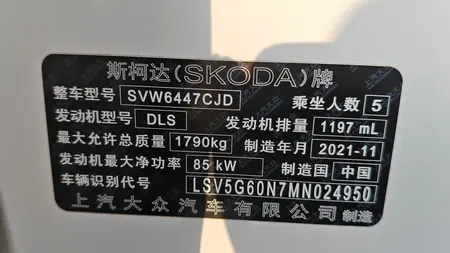 斯柯达(SKODA)牌
整车型号 SVW6447CJD 乘坐人数 5
发动机型号 DLS 发动机排量 1197 mL
最大允许总质量 1790kg 制造年月 2021-11
发动机最大净功率 85 kW 制造国 中国
车辆识别代号 LSV5G60N7MN024950
上汽大众汽车有限公司 制造